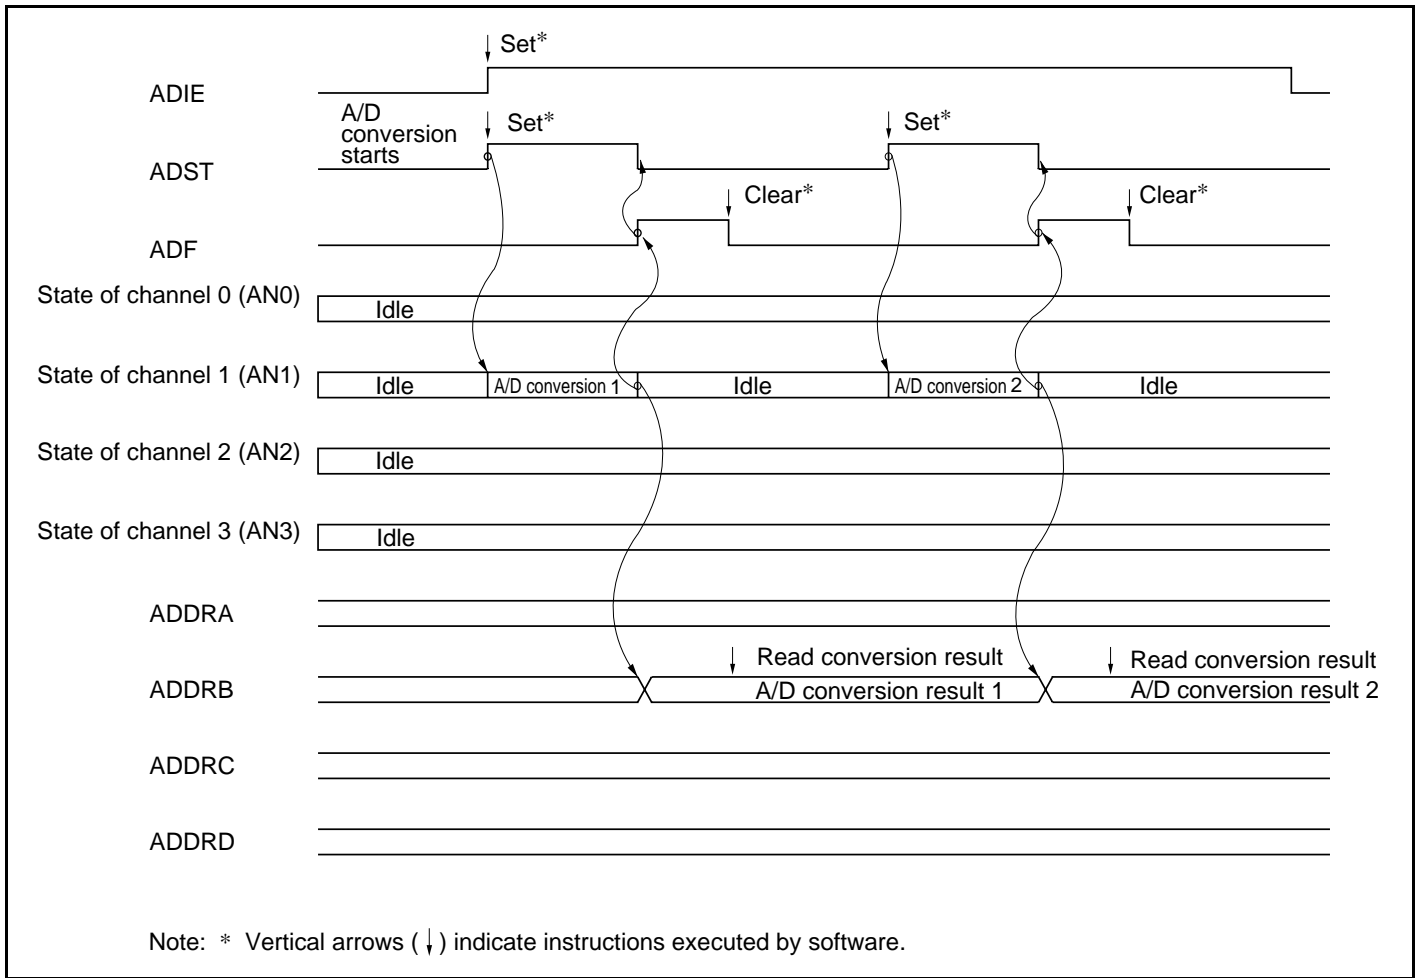 Set*
ADIE
A/D
conversion
starts
Set*
Set*
ADST
Clear*
Clear*
ADF
State of channel 0 (AN0)
Idle
State of channel 1 (AN1)
Idle
A/D conversion 1
Idle
A/D conversion 2
Idle
State of channel 2 (AN2)
Idle
State of channel 3 (AN3)
Idle
ADDRA
Read conversion result
Read conversion result
ADDRB
A/D conversion result 1
A/D conversion result 2
ADDRC
ADDRD
Note: * Vertical arrows (↓) indicate instructions executed by software.